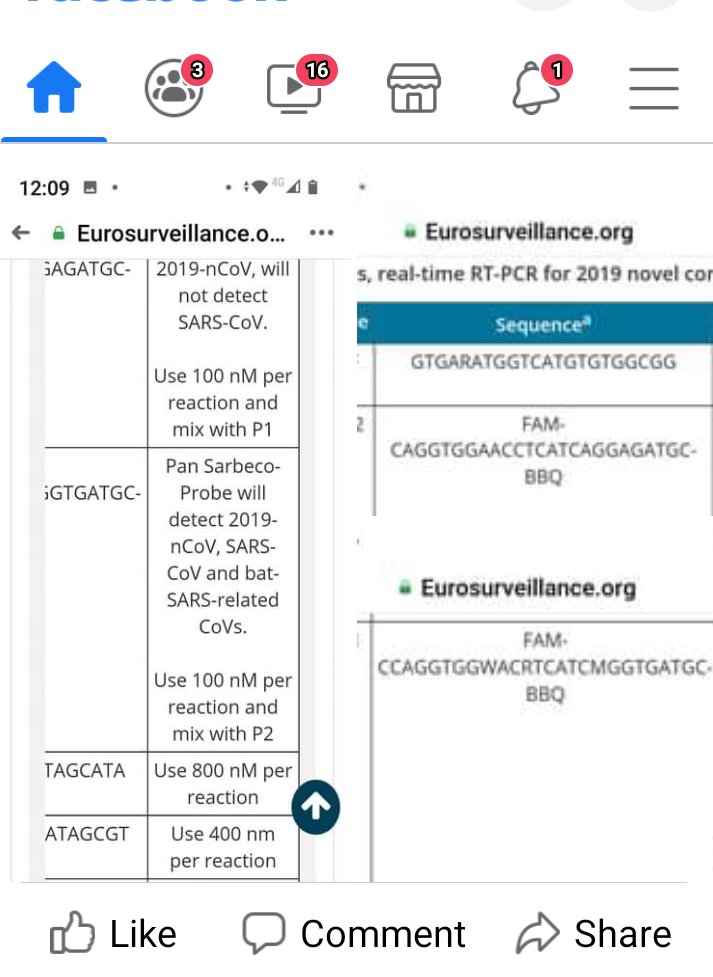 3
16
1
12:09
4G
Eurosurveillance.o...
GAGATGC-
2019-nCoV, will
not detect
SARS-CoV.
Use 100 nM per
reaction and
mix with P1
GGTGATGC-
Pan Sarbeco-
Probe will
detect 2019-
nCoV, SARS-
CoV and bat-
SARS-related
CoVs.
Use 100 nM per
reaction and
mix with P2
TAGCATA
Use 800 nM per
reaction
ATAGCGT
Use 400 nm
per reaction
Eurosurveillance.org
s, real-time RT-PCR for 2019 novel cor
e
Sequenceª
GTGARATGGTCATGTGTGGCGG
2
FAM-
CAGGTGGAACCTCATCAGGAGATGC-
BBQ
Eurosurveillance.org
FAM-
CCAGGTGGWACRTCATCMGGTGATGC-
BBQ
Like
Comment
Share